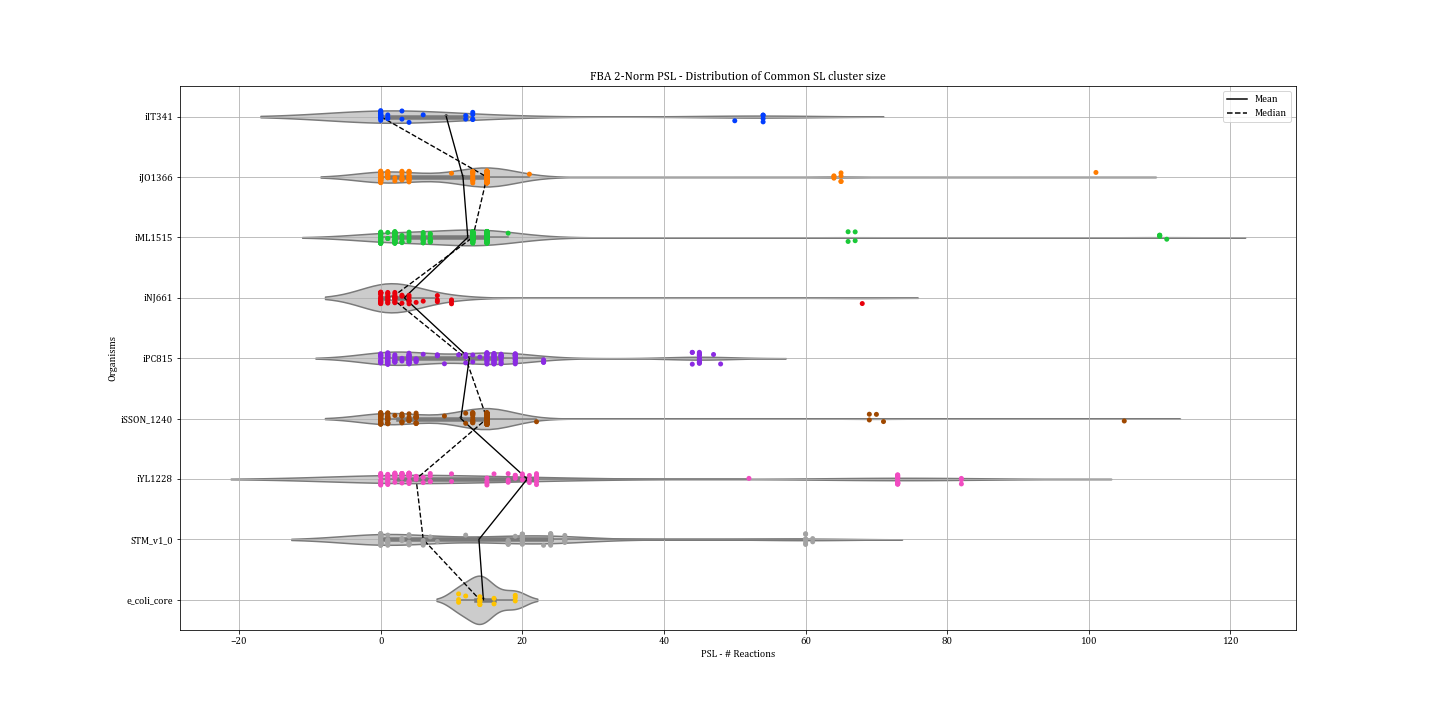 FBA 2-Norm PSL - Distribution of Common SL cluster size
Mean
Median
Organisms
iIT341
iJO1366
iML1515
iNJ661
iPC815
iSSON_1240
iYL1228
STM_v1_0
e_coli_core
−20
0
20
40
60
80
100
120
PSL - # Reactions